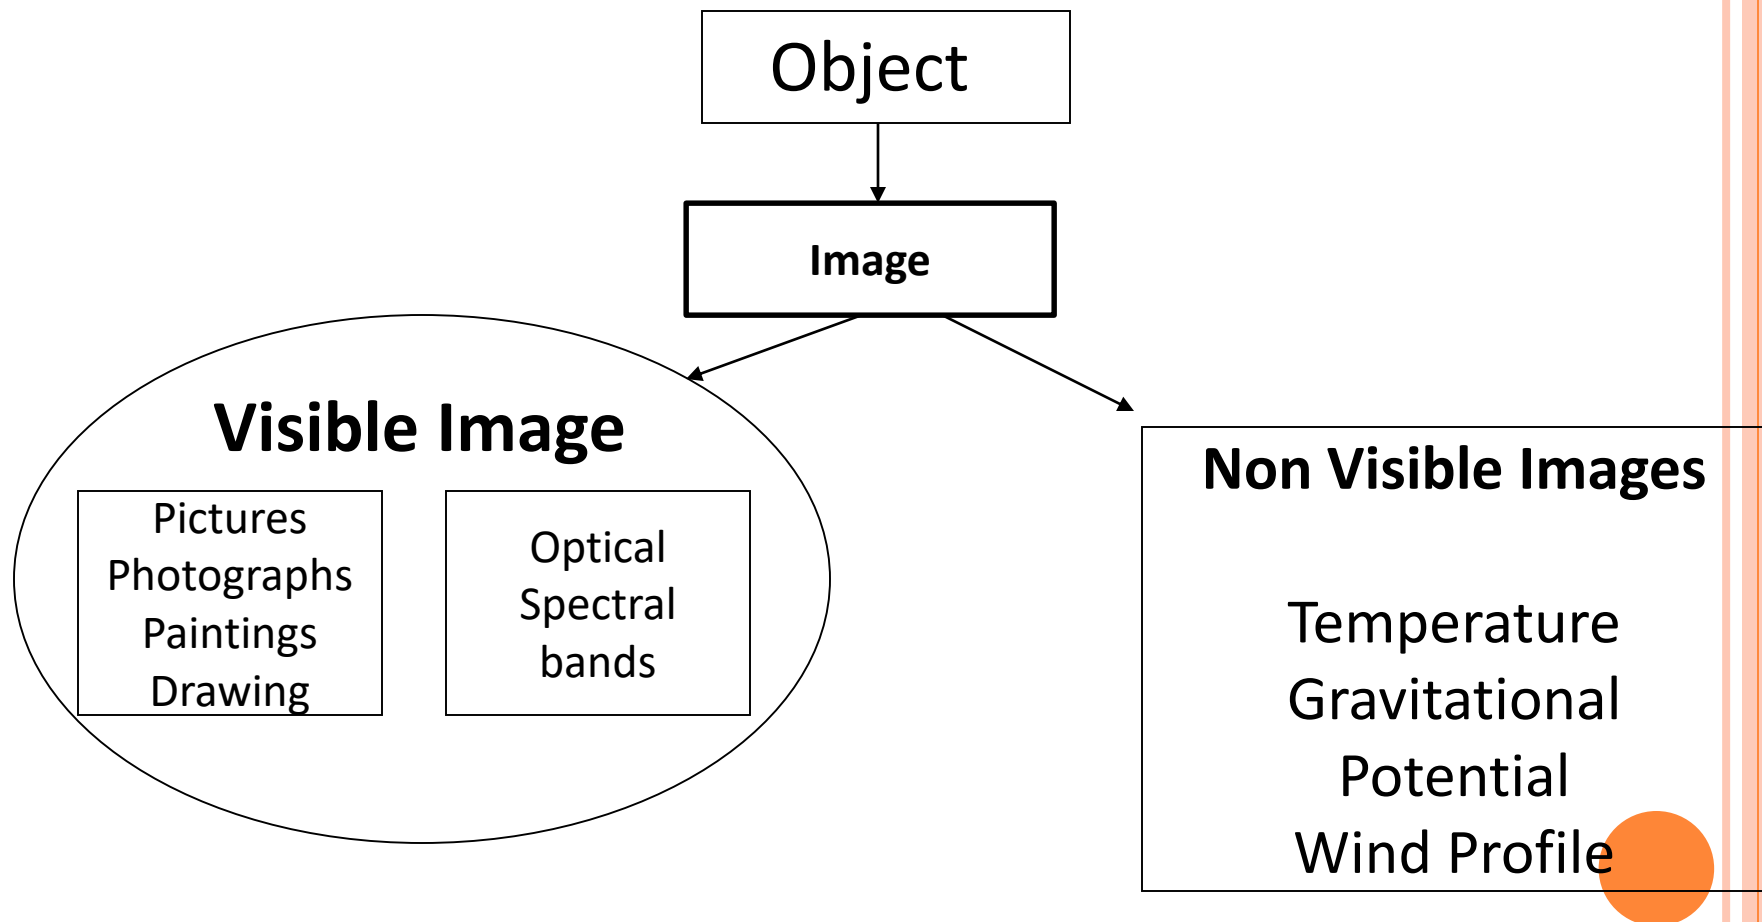 Object
Image
Visible Image
Pictures
Photographs
Paintings
Drawing
Optical
Spectral
bands
Non Visible Images
Temperature
Gravitational
Potential
Wind Profile